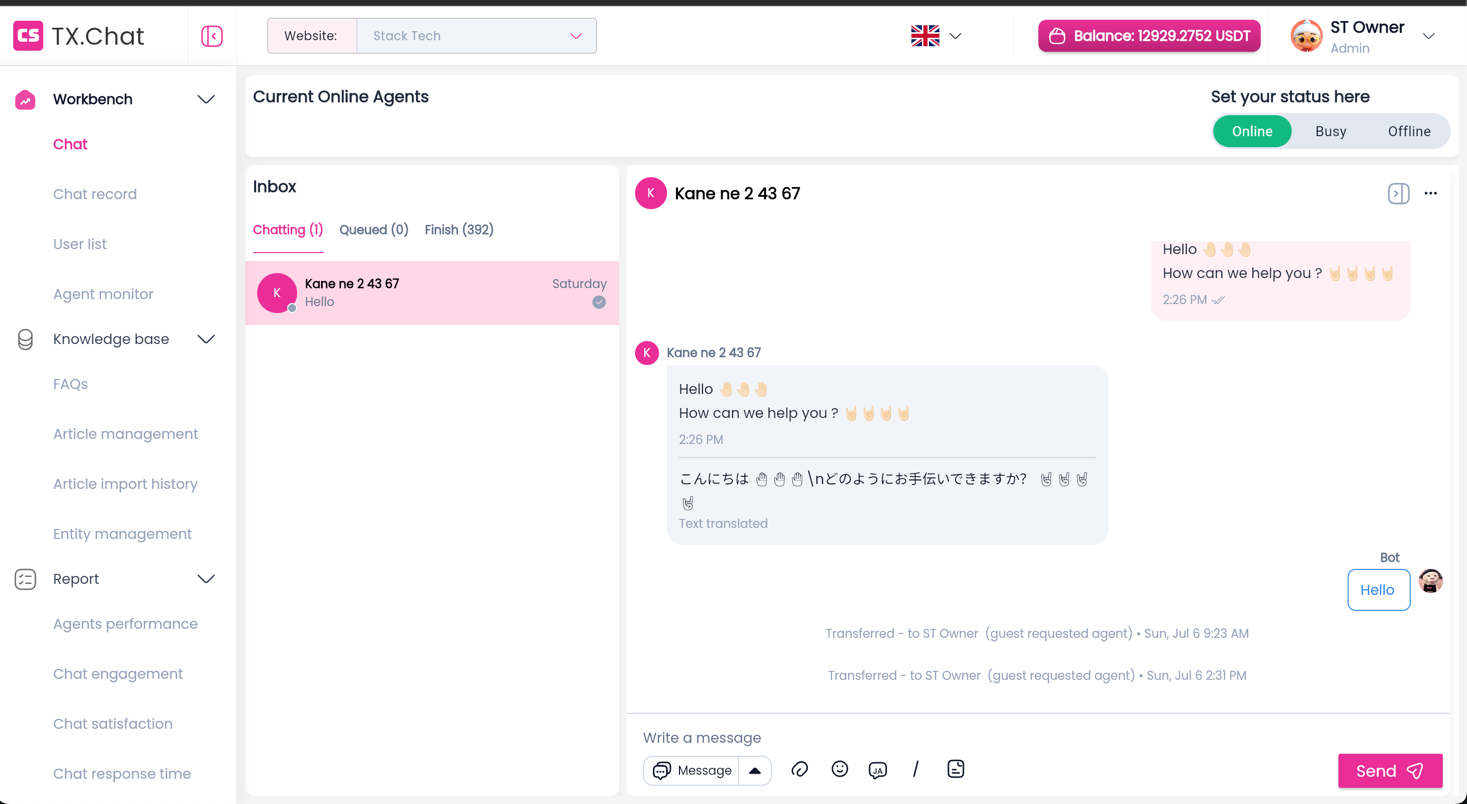 CS TX.Chat
Website: Stack Tech
Balance: 12929.2752 USDT
ST Owner
Admin
Workbench
Chat
Chat record
User list
Agent monitor
Knowledge base
FAQs
Article management
Article import history
Entity management
Report
Agents performance
Chat engagement
Chat satisfaction
Chat response time
Current Online Agents
Set your status here
Online Busy Offline
Inbox
Chatting (1) Queued (0) Finish (392)
K
Kane ne 2 43 67 Saturday
Hello
K Kane ne 2 43 67
Hello 🤚🏻🤚🏻🤚🏻
How can we help you ? 🤘🏻🤘🏻🤘🏻🤘🏻
2:26 PM
K Kane ne 2 43 67
Hello 🤚🏻🤚🏻🤚🏻
How can we help you ? 🤘🏻🤘🏻🤘🏻🤘🏻
2:26 PM
こんにちは 🤚🤚🤚\nどのようにお手伝いできますか? 🤘🤘🤘
🤘
Text translated
Bot
Hello
Transferred - to ST Owner (guest requested agent) • Sun, Jul 6 9:23 AM
Transferred - to ST Owner (guest requested agent) • Sun, Jul 6 2:31 PM
Write a message
Message JA /
Send